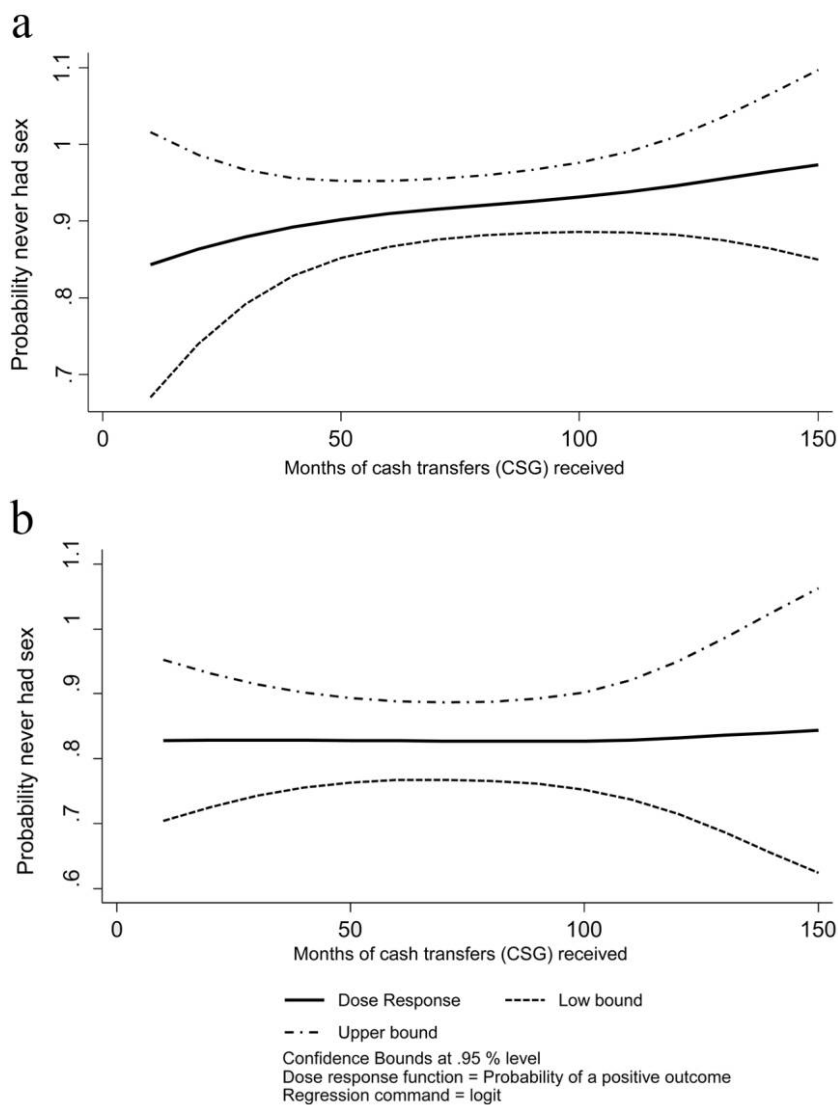 a
Probability never had sex
1.1
1
.9
.8
.7
0 50 100 150
Months of cash transfers (CSG) received
b
Probability never had sex
1.1
1
.9
.8
.7
.6
0 50 100 150
Months of cash transfers (CSG) received
Dose Response Low bound
Upper bound
Confidence Bounds at .95 % level
Dose response function = Probability of a positive outcome
Regression command = logit